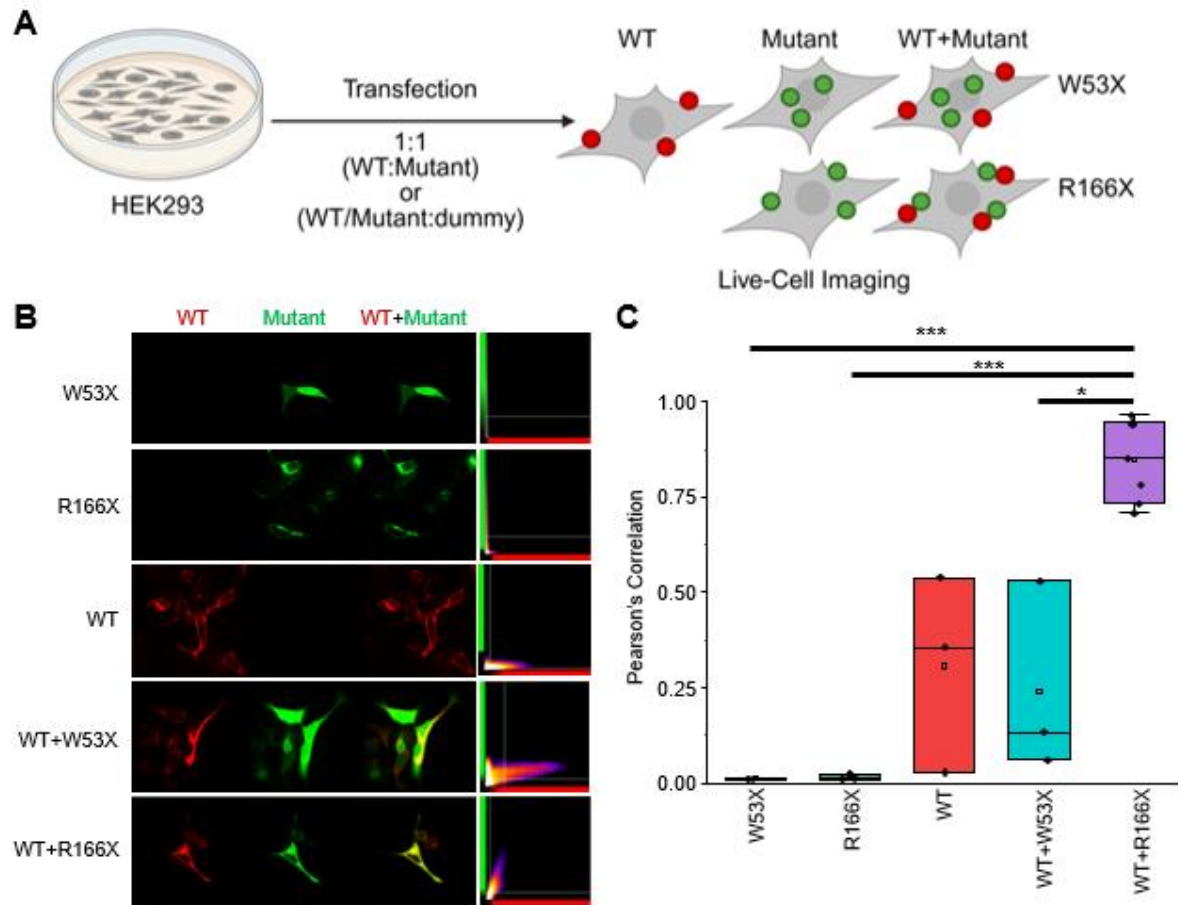 A
WT
Mutant
WT+Mutant
Transfection
W53X
1:1
(WT:Mutant)
or
(WT/Mutant:dummy)
HEK293
R166X
Live-Cell Imaging
B
WT
Mutant
WT+Mutant
W53X
R166X
WT
WT+W53X
WT+R166X
C
***
***
*
1.00
0.75
0.50
0.25
0.00
Pearson's Correlation
W53X
R166X
WT
WT+W53X
WT+R166X